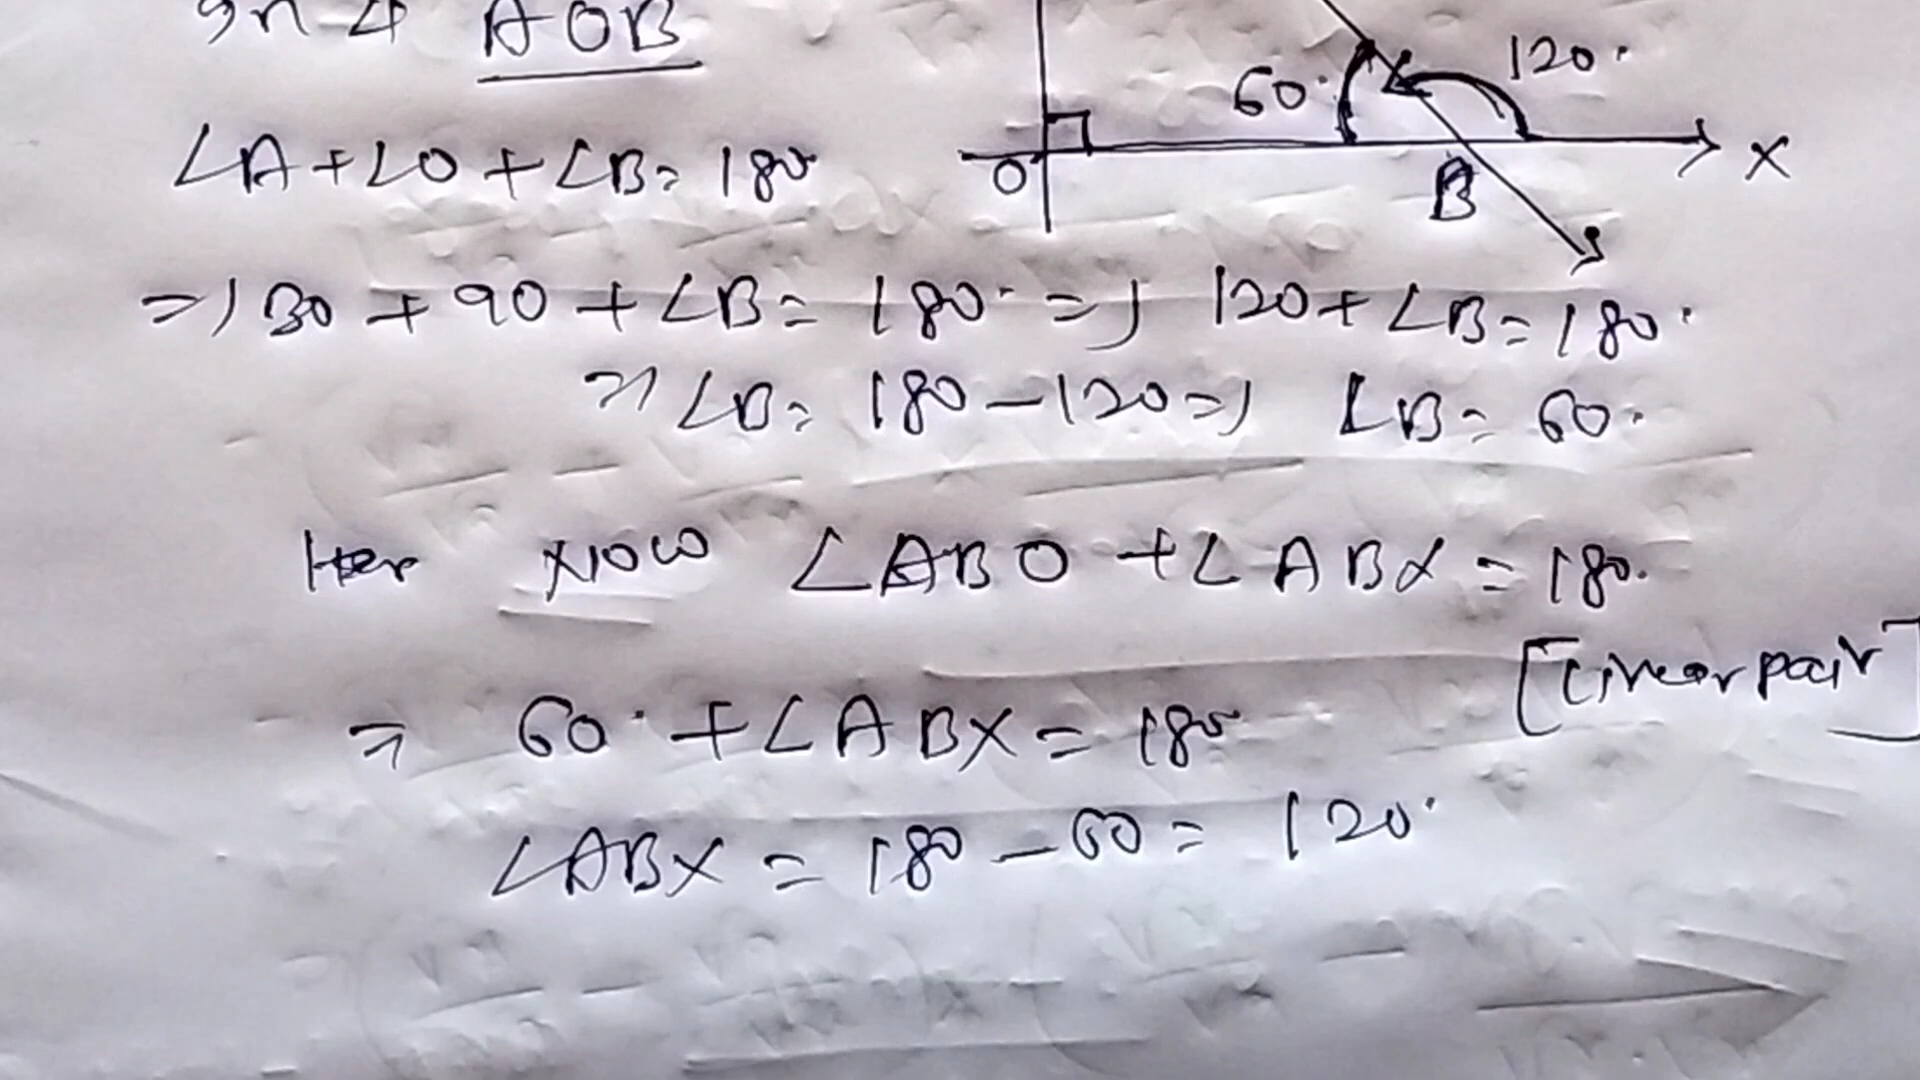 In △ AOB
60° 120°
∠A+∠O+∠B= 180
O B X
=) 30 + 90 + ∠B= 180° =) 120+∠B=180°
=) ∠B= 180-120 =) ∠B= 60°
Her Now ∠ABO +∠ABX = 180°
[Linear pair]
= 60° +∠ABX= 180
∠ABX = 180 - 60 = 120°